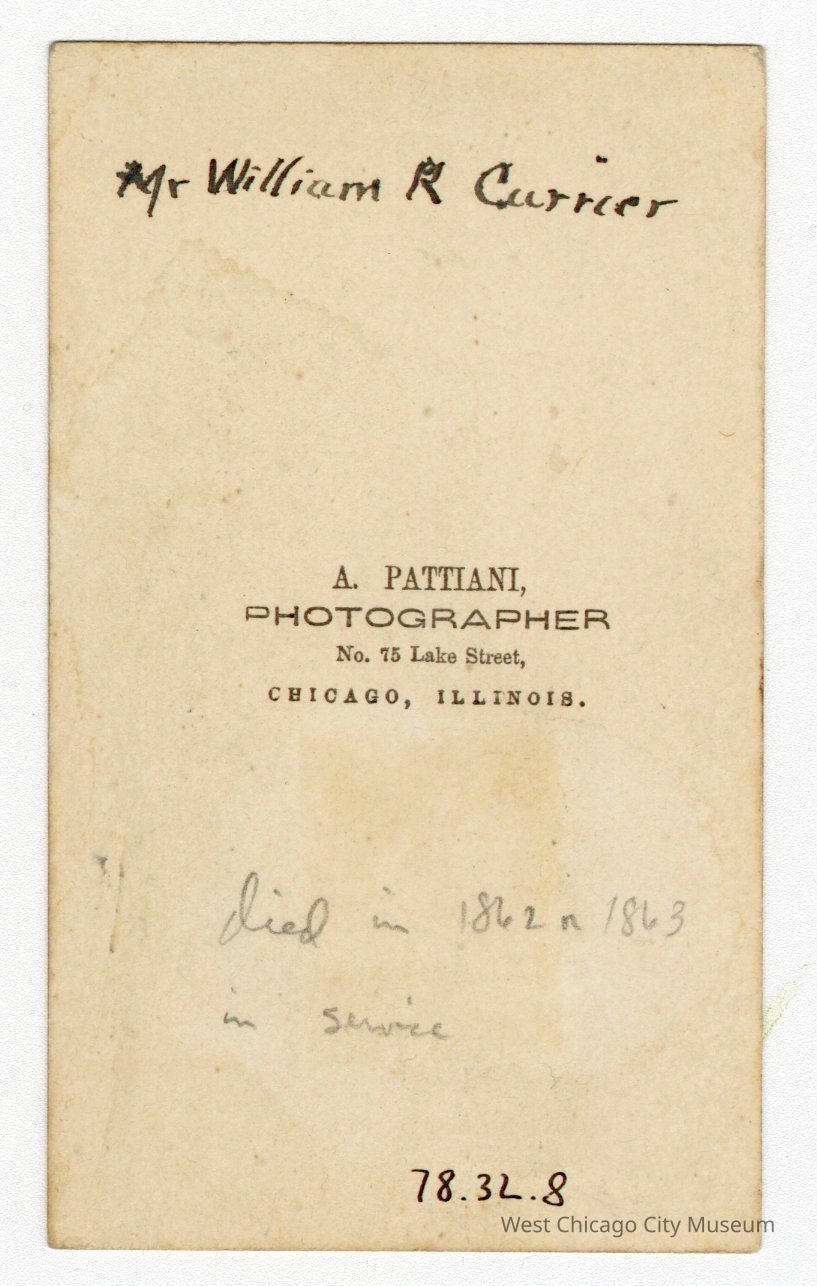 Mr William R Currier
A. PATTIANI,
PHOTOGRAPHER
No. 75 Lake Street,
CHICAGO, ILLINOIS.
died in 1862 or 1863
in service
78.32.8
West Chicago City Museum